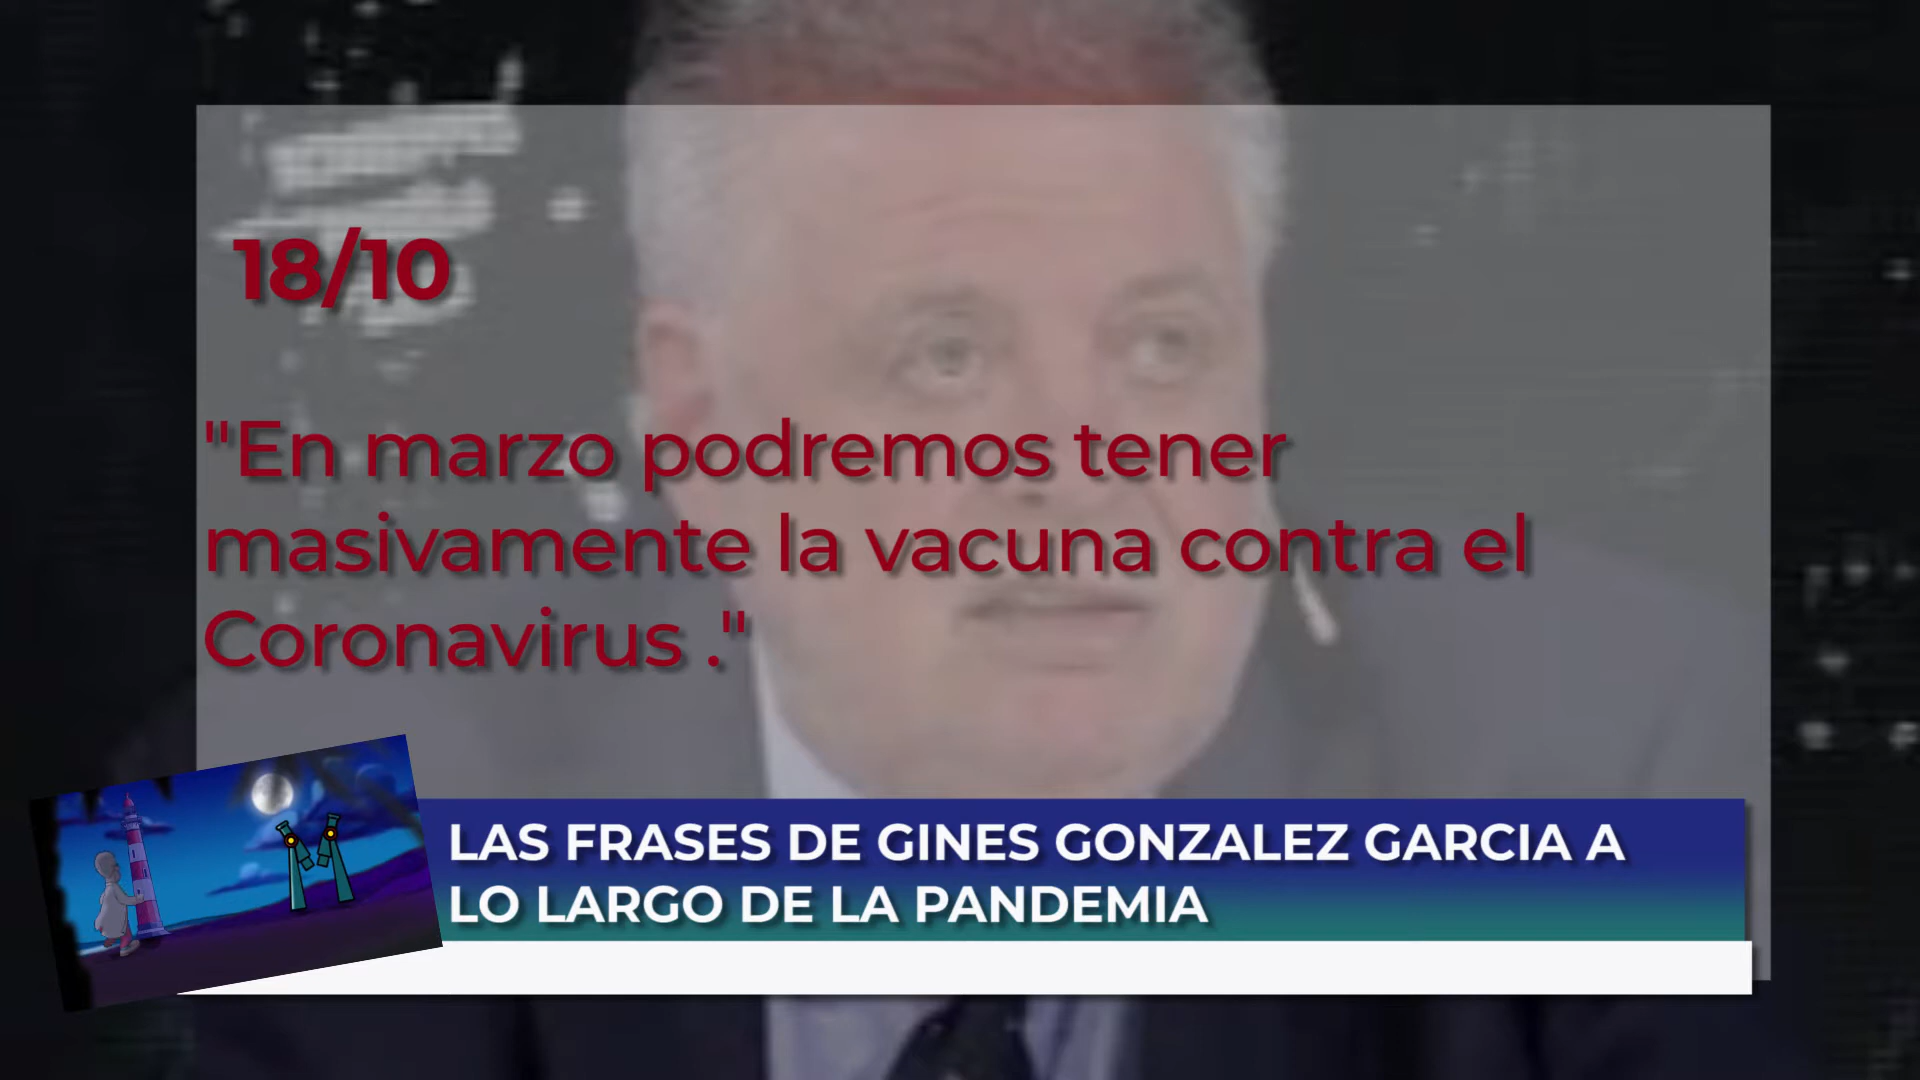 18/10
"En marzo podremos tener
masivamente la vacuna contra el
Coronavirus ."
LAS FRASES DE GINES GONZALEZ GARCIA A
LO LARGO DE LA PANDEMIA